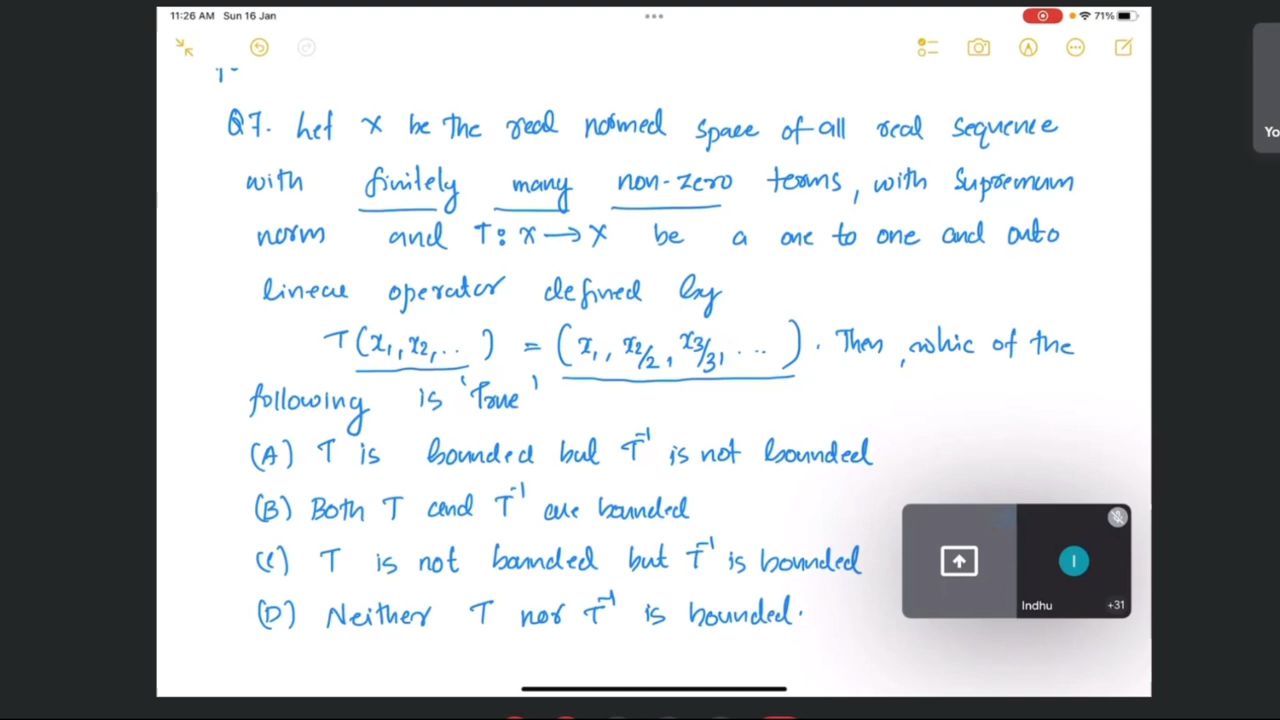 11:26 AM Sun 16 Jan
71%
Yo
Q7. Let X be the real normed space of all real sequence
with finitely many non-zero terms, with supremum
norm and T: X → X be a one to one and onto
linear operator defined by
T(x₁, x₂, ..) = (x₁, x₂/2, x₃/3, ...). Then, whic of the
following is 'True'
(A) T is bounded but T⁻¹ is not bounded
(B) Both T and T⁻¹ are bounded
(C) T is not bounded but T⁻¹ is bounded
(D) Neither T nor T⁻¹ is bounded.
I
Indhu +31